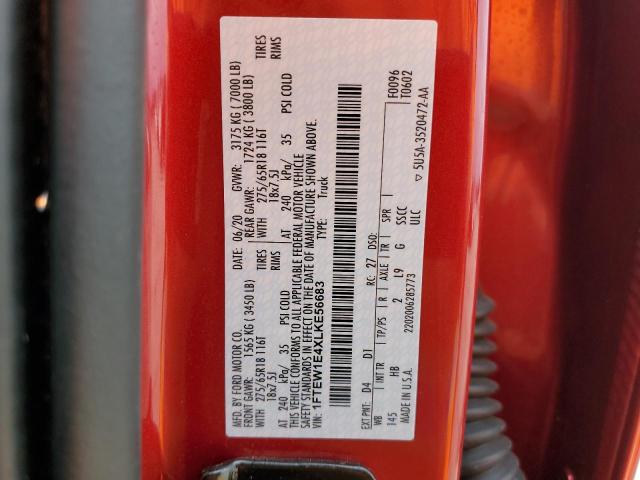 MFD. BY FORD MOTOR CO. DATE: 06/20 GVWR: 3175 KG ( 7000 LB)
FRONT GAWR: 1565 KG ( 3450 LB) REAR GAWR: 1724 KG ( 3800 LB)
WITH 275/65R18 116T TIRES WITH 275/65R18 116T TIRES
18x7.5J RIMS 18x7.5J RIMS
AT 240 kPa/ 35 PSI COLD AT 240 kPa/ 35 PSI COLD
THIS VEHICLE CONFORMS TO ALL APPLICABLE FEDERAL MOTOR VEHICLE
SAFETY STANDARDS IN EFFECT ON THE DATE OF MANUFACTURE SHOWN ABOVE.
VIN: 1FTEW1E4XLKE56683 TYPE: Truck
F0096
T0602
EXT PNT: D4 D1 RC: 27 DSO:
WB INT TR TP/PS R AXLE TR SPR
145 HB 2 L9 G SSCC
ULC
MADE IN U.S.A. 2202006285773
▽ 5U5A-3520472-AA